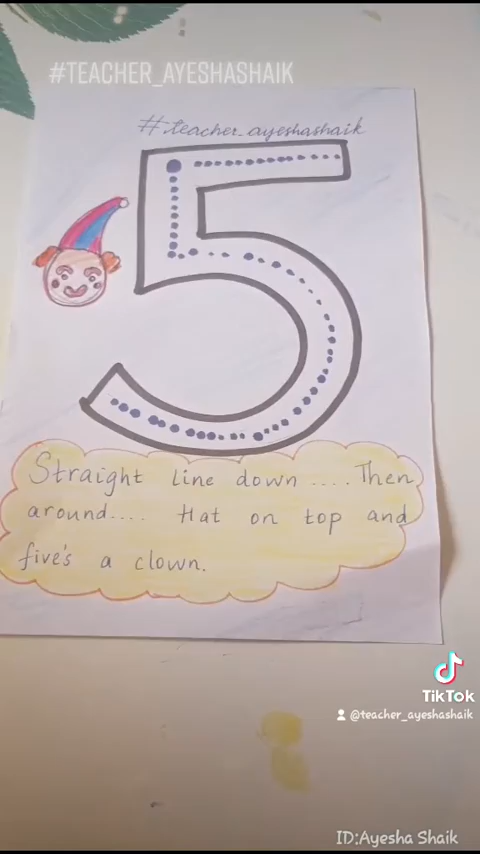 #TEACHER_AYESHASHAIK
#teacher_ayeshashaik
5
Straight line down .... Then
around.... Hat on top and
five's a clown.
TikTok
@teacher_ayeshashaik
ID:Ayesha Shaik